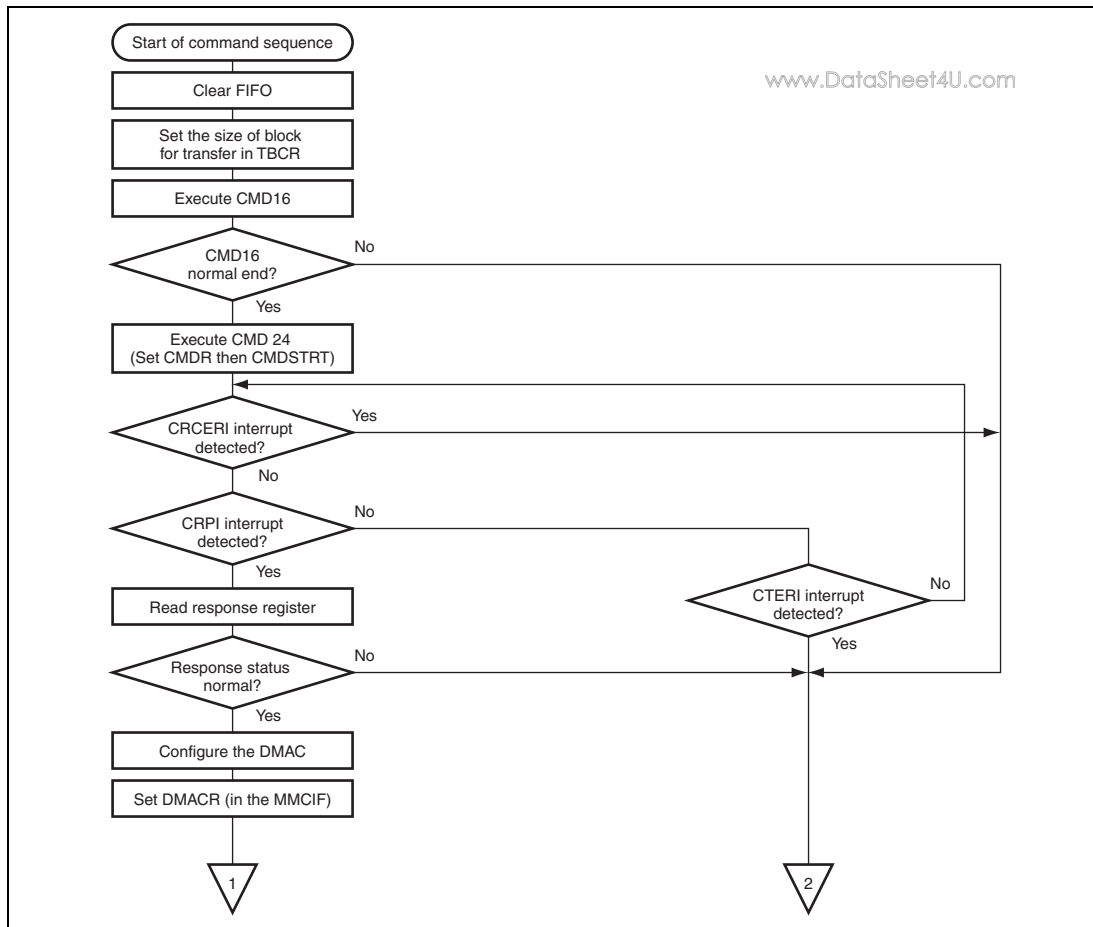 Start of command sequence
www.DataSheet4U.com
Clear FIFO
Set the size of block
for transfer in TBCR
Execute CMD16
CMD16
normal end?
No
Yes
Execute CMD 24
(Set CMDR then CMDSTRT)
CRCERI interrupt
detected?
Yes
No
CRPI interrupt
detected?
No
Yes
CTERI interrupt
detected?
No
Yes
Read response register
Response status
normal?
No
Yes
Configure the DMAC
Set DMACR (in the MMCIF)
1
2